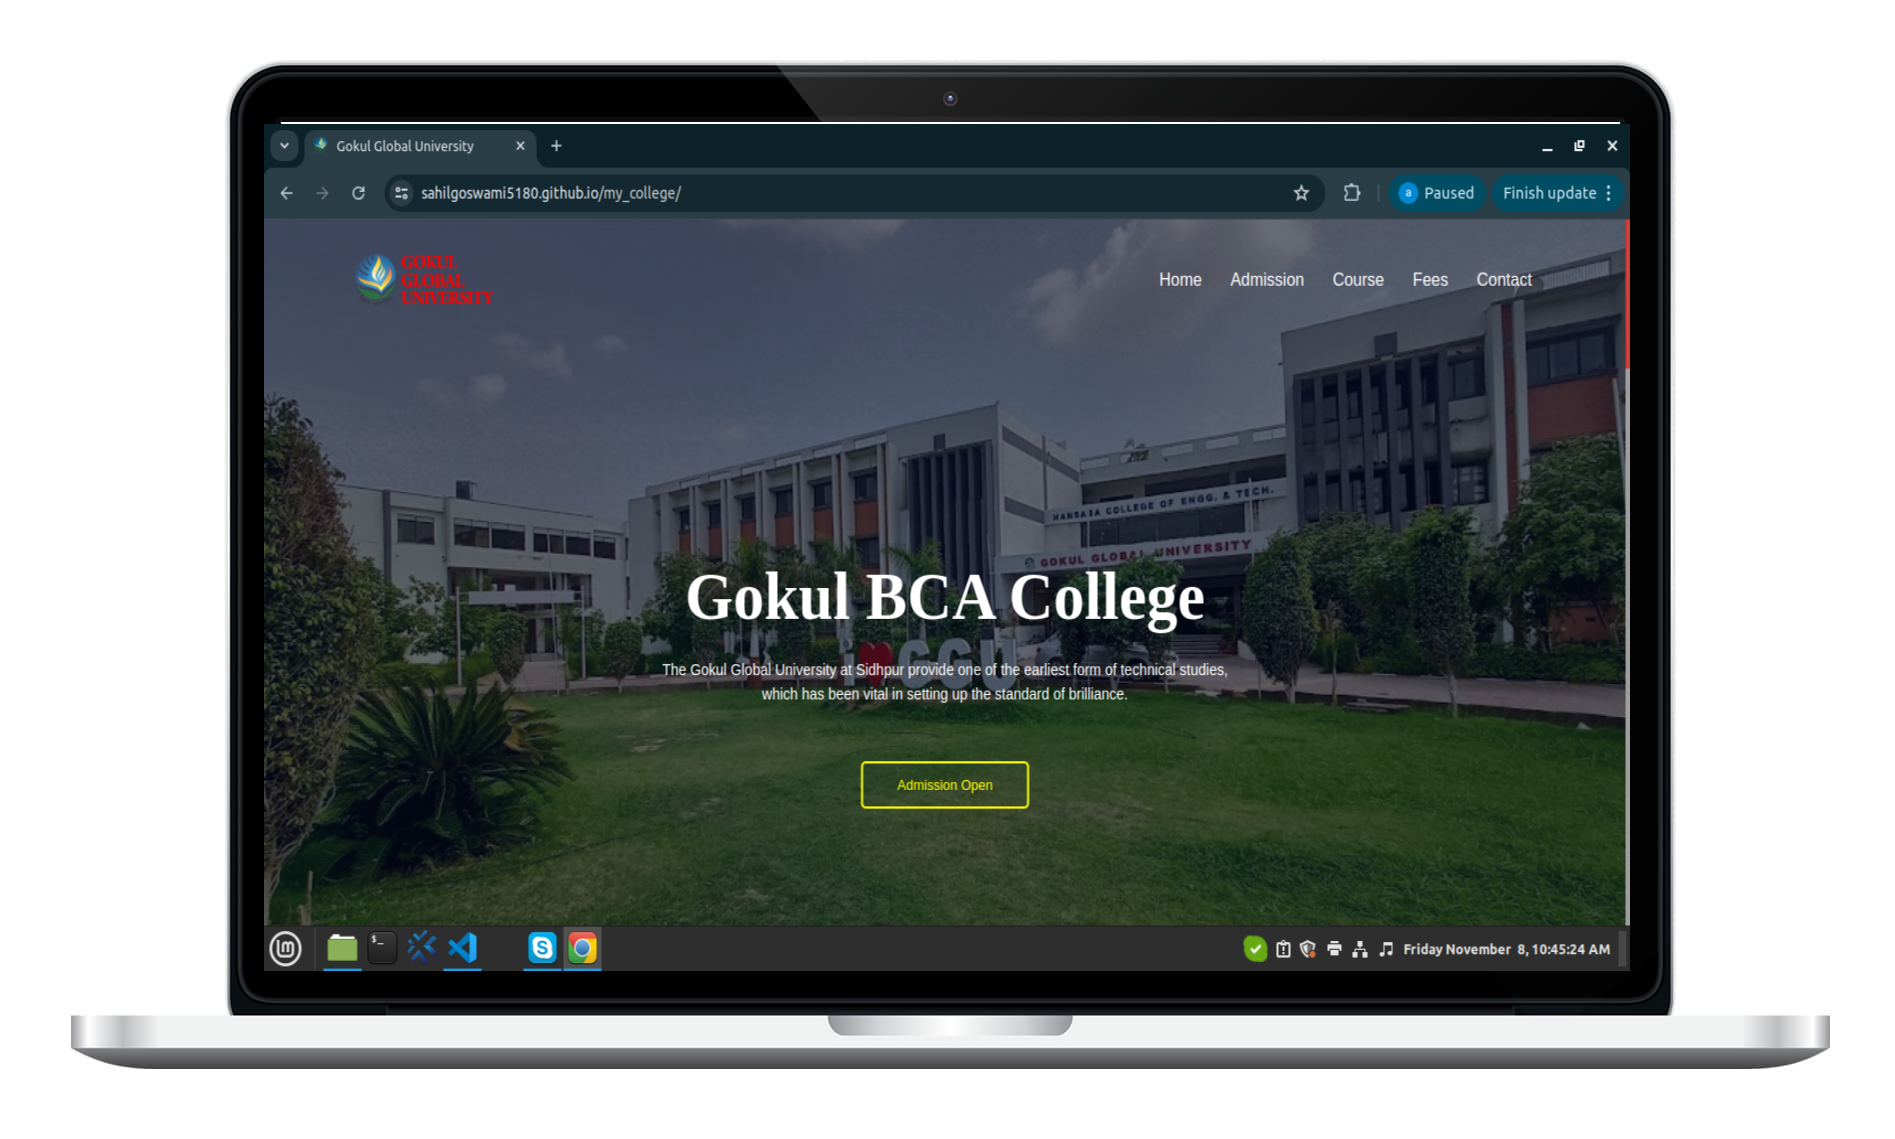 Gokul Global University
sahilgoswami5180.github.io/my_college/
a Paused
Finish update
GOKUL
GLOBAL
UNIVERSITY
Home Admission Course Fees Contact
HANSABA COLLEGE OF ENGG. & TECH.
GOKUL GLOBAL UNIVERSITY
Gokul BCA College
i GGU
The Gokul Global University at Sidhpur provide one of the earliest form of technical studies,
which has been vital in setting up the standard of brilliance.
Admission Open
$_
S
Friday November 8, 10:45:24 AM